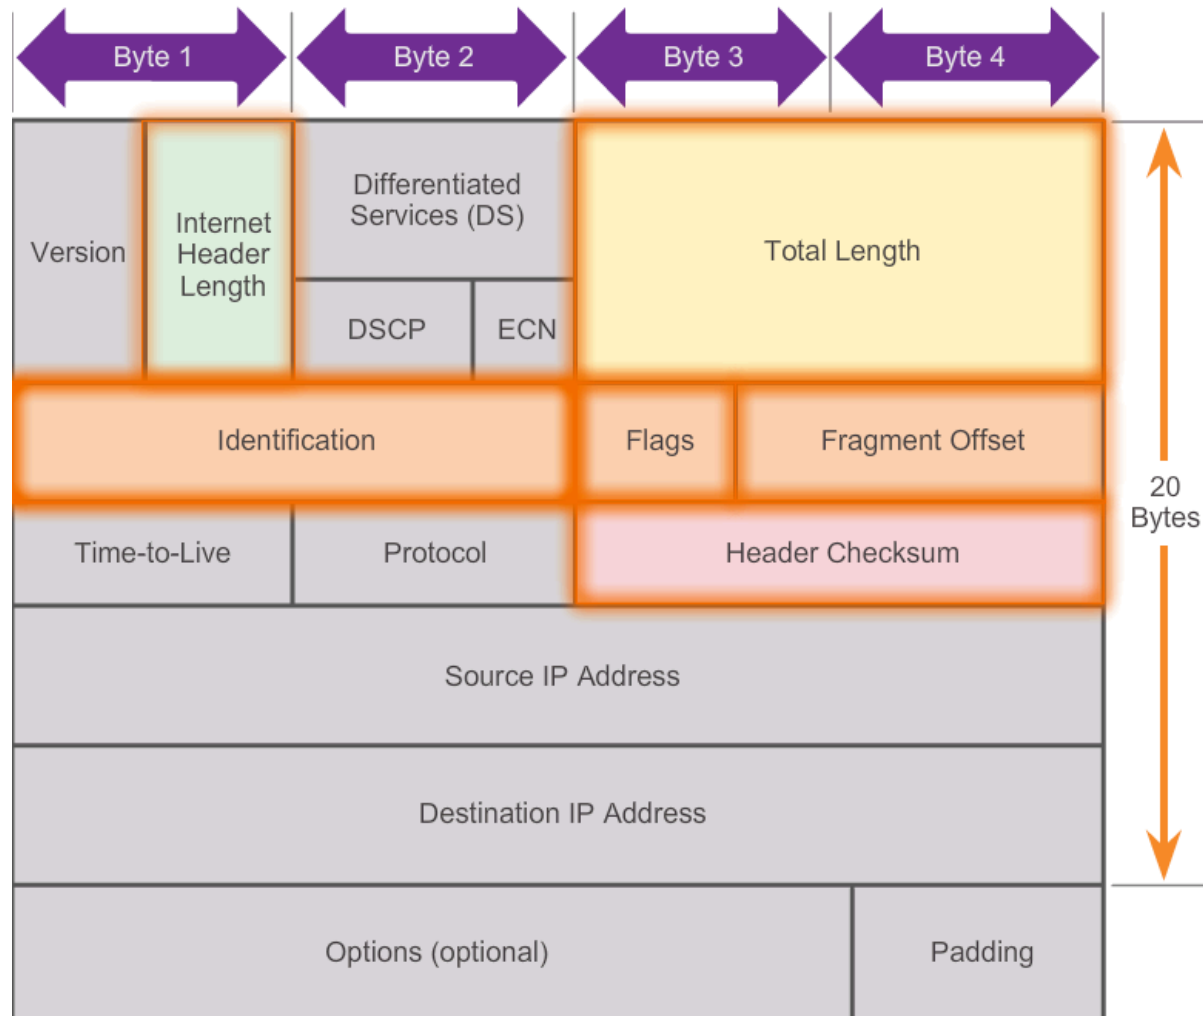 Byte 1
Byte 2
Byte 3
Byte 4
Version
Internet
Header
Length
Differentiated
Services (DS)
DSCP
ECN
Total Length
Identification
Flags
Fragment Offset
Time-to-Live
Protocol
Header Checksum
Source IP Address
Destination IP Address
20
Bytes
Options (optional)
Padding